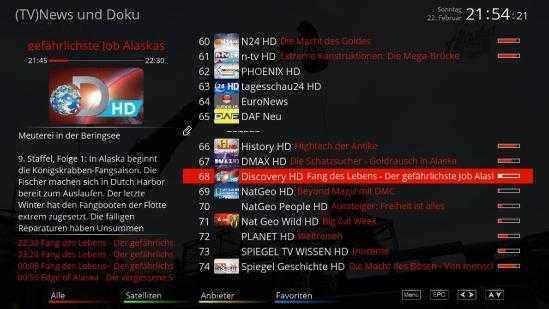 (TV)News und Doku
Sonntag
22. Februar
21:54:21
gefährlichste Job Alaskas
21:45 22:30
HD
Meuterei in der Beringsee
9. Staffel, Folge 1: In Alaska beginnt
die Königskrabben-Fangsaison. Die
Fischer machen sich in Dutch Harbor
bereit zum Auslaufen. Der letzte
Winter hat den Fangbooten der Flotte
extrem zugesetzt. Die fälligen
Reparaturen haben Unsummen
22:30 Fang des Lebens - Der gefährlichs
Fang des Lebens - Der gefährlichs
00:05 Fang des Lebens - Der gefährlichs
Edge of Alaska - Die vergessene S
60 N24 HD Die Macht des Goldes
61 n-tv HD Extreme Konstruktionen: Die Mega-Brücke
62 PHOENIX HD
63 tagesschau24 HD
64 EuroNews
65 DAF Neu
~~~~~~
66 History HD Hightech der Antike
67 DMAX HD Die Schatzsucher - Goldrausch in Alaska
68 Discovery HD Fang des Lebens - Der gefährlichste Job Alasl
69 NatGeo HD Beyond Magic mit DMC
70 NatGeo People HD Aussteiger: Freiheit ist alles
71 Nat Geo Wild HD Big Cat Week
72 PLANET HD Weltreisen
73 SPIEGEL TV WISSEN HD
74 Spiegel Geschichte HD Die Macht des Bösen - Von mensch
Alle Satelliten Anbieter Favoriten
Menu EPG